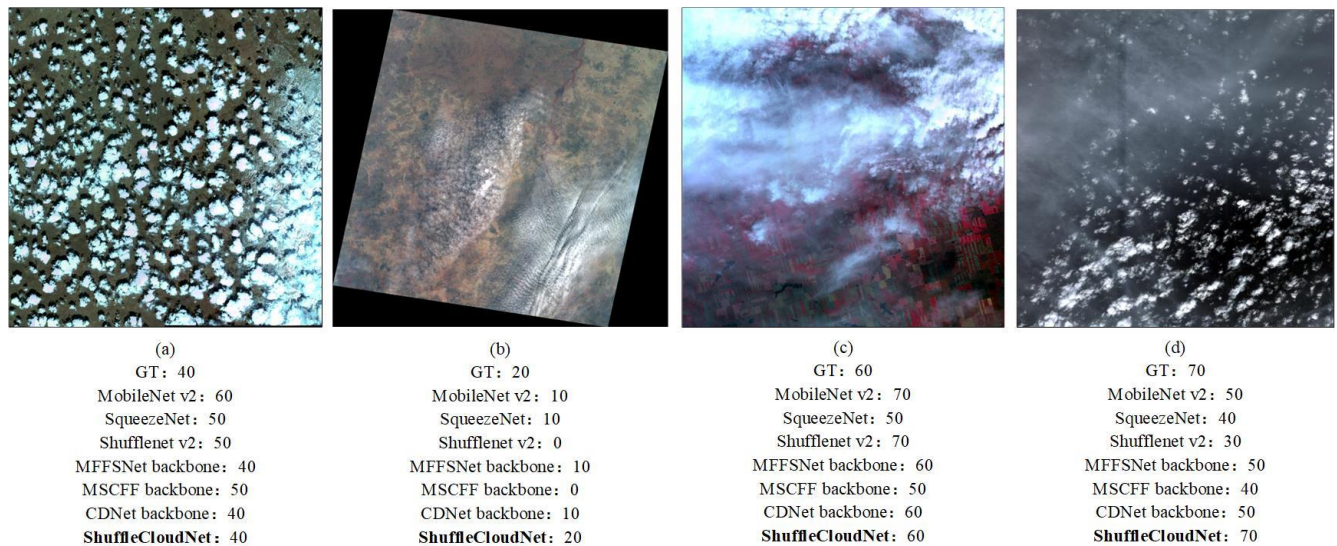 (a)
GT：40
MobileNet v2：60
SqueezeNet：50
Shufflenet v2：50
MFFSNet backbone：40
MSCFF backbone：50
CDNet backbone：40
ShuffleCloudNet：40
(b)
GT：20
MobileNet v2：10
SqueezeNet：10
Shufflenet v2：0
MFFSNet backbone：10
MSCFF backbone：0
CDNet backbone：10
ShuffleCloudNet：20
(c)
GT：60
MobileNet v2：70
SqueezeNet：50
Shufflenet v2：70
MFFSNet backbone：60
MSCFF backbone：50
CDNet backbone：60
ShuffleCloudNet：60
(d)
GT：70
MobileNet v2：50
SqueezeNet：40
Shufflenet v2：30
MFFSNet backbone：50
MSCFF backbone：40
CDNet backbone：50
ShuffleCloudNet：70